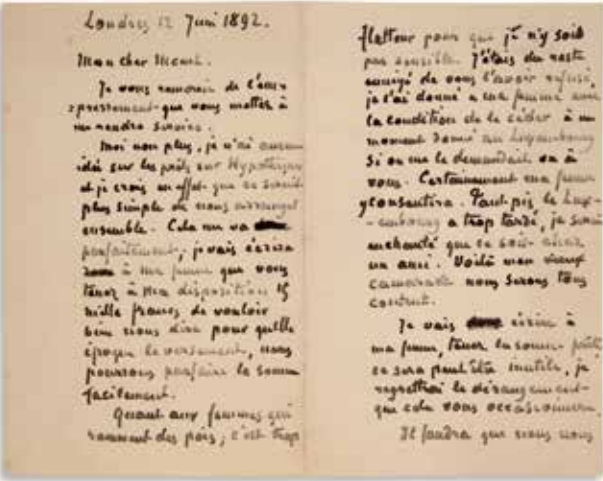 Londres 12 Juin 1892.
Mon cher Monet.
Je vous remercie de l'em-
-pressement que vous mettez à
me rendre service.
Moi non plus, je n'ai aucune
idée sur les prêts sur Hypothèques
et je crois en effet que ce serait
plus simple de nous arranger
ensemble. Cela me va
parfaitement, je vais écrire
à ma femme que vous
tenez à ma disposition 15
mille francs de vouloir
bien nous dire pour quelle
époque le versement, nous
pourrons parfaire la somme
facilement.
Quant aux femmes qui
rament des pois, c'est trop
flatteur pour que je n'y sois
pas sensible. J'étais du reste
ennuyé de vous l'avoir refusé,
je l'ai donné a ma femme avec
la condition de le céder à un
moment donné au Luxembourg
si on me le demandait ou à
vous. Certainement ma femme
y consentira. Tant pis le Lux-
-embourg a trop tardé, je serai
enchanté que ce soit chez
un ami. Voilà mon vieux
camarade nous serons tous
content.
Je vais écrire à
ma femme, tenez la somme prête
ce sera peut être inutile, je
regrettrai le dérangement
que cela vous occasionnera.
Il faudra que nous nous